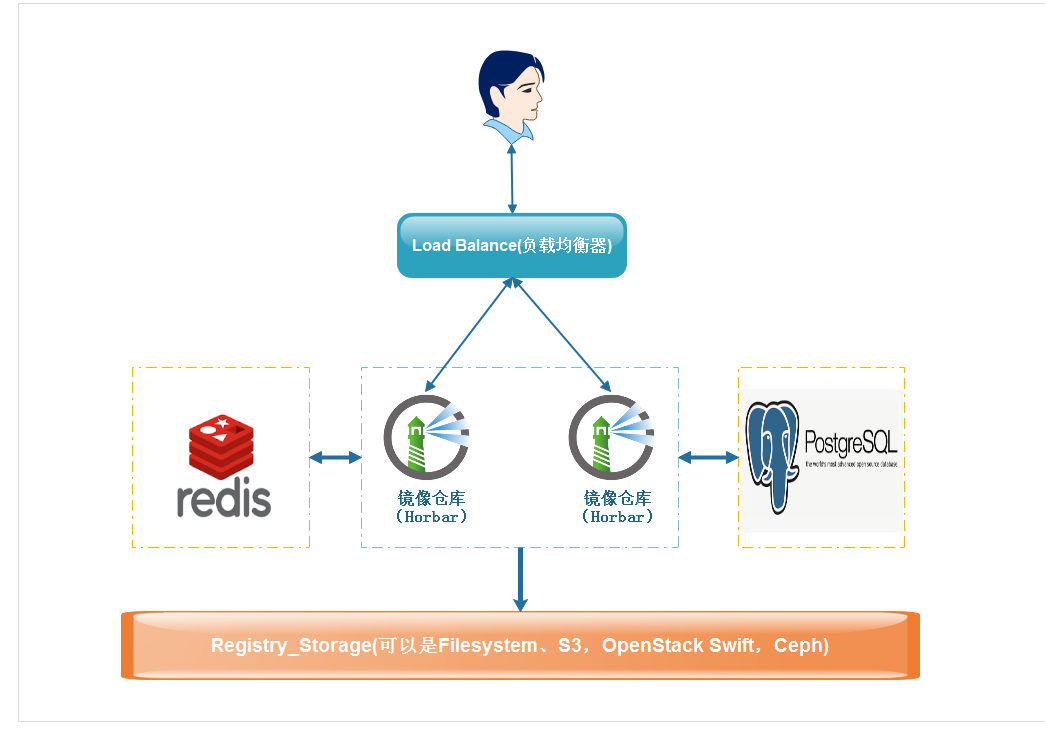 Load Balance(负载均衡器)
redis
镜像仓库
(Horbar)
镜像仓库
(Horbar)
PostgreSQL
the world's most advanced open source database
Registry_Storage(可以是Filesystem、S3，OpenStack Swift，Ceph)